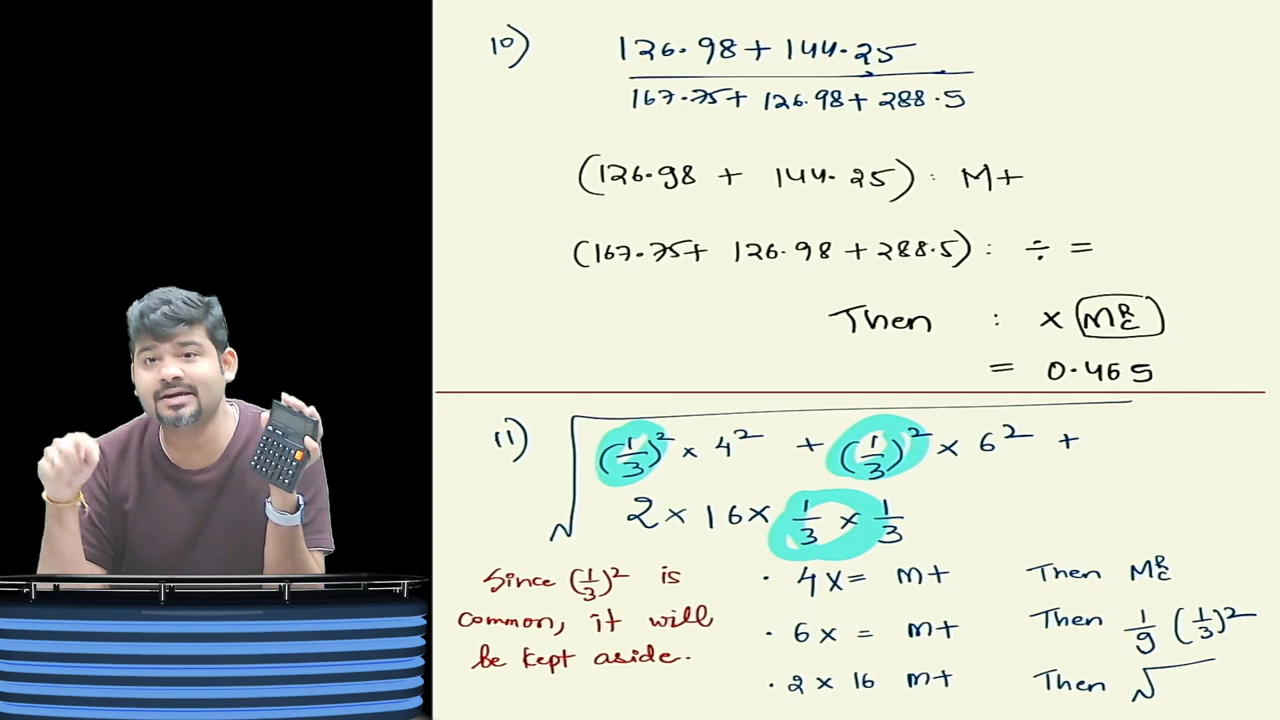 10) 126.98 + 144.25
167.75 + 126.98 + 288.5
(126.98 + 144.25) : M+
(167.75 + 126.98 + 288.5) : ÷ =
Then : × MRC
= 0.465
11) √ (1/3)² × 4² + (1/3)² × 6² +
2 × 16 × 1/3 × 1/3
Since (1/3)² is
common, it will
be kept aside.
· 4 × = M+ Then MRC
· 6 × = M+ Then 1/9 (1/3)²
· 2 × 16 M+ Then √